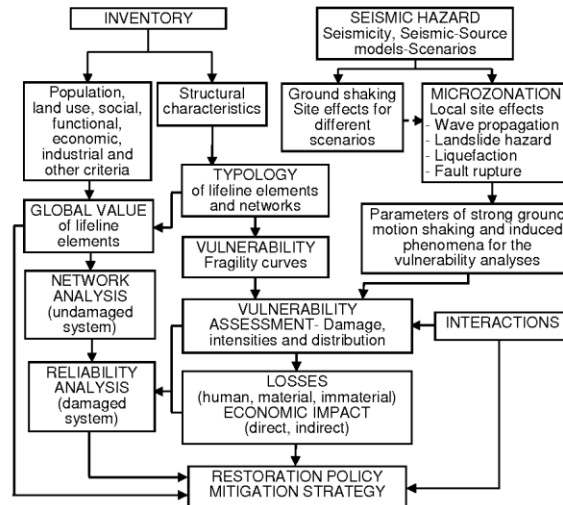 INVENTORY
SEISMIC HAZARD
Seismicity, Seismic-Source
models-Scenarios
Population,
land use, social,
functional,
economic,
industrial and
other criteria
Structural
characteristics
Ground shaking
Site effects for
different
scenarios
MICROZONATION
Local site effects
- Wave propagation
- Landslide hazard
- Liquefaction
- Fault rupture
TYPOLOGY
of lifeline elements
and networks
GLOBAL VALUE
of lifeline
elements
Parameters of strong ground
motion shaking and induced
phenomena for the
vulnerability analyses
VULNERABILITY
Fragility curves
NETWORK
ANALYSIS
(undamaged
system)
VULNERABILITY
ASSESSMENT- Damage,
intensities and distribution
INTERACTIONS
RELIABILITY
ANALYSIS
(damaged
system)
LOSSES
(human, material, immaterial)
ECONOMIC IMPACT
(direct, indirect)
RESTORATION POLICY
MITIGATION STRATEGY